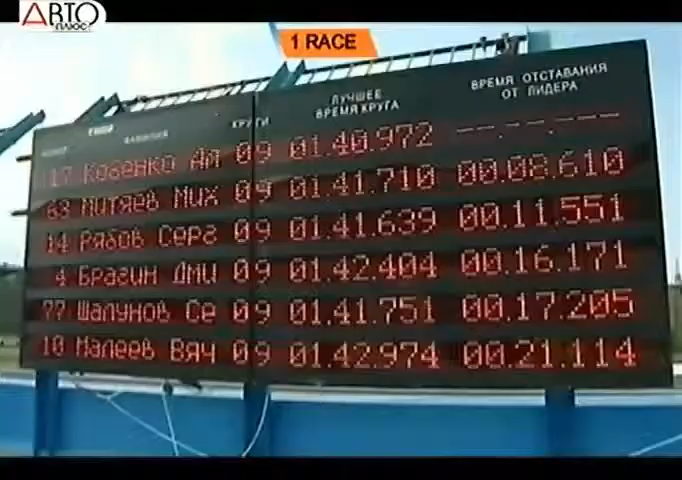 АВТО
ПЛЮС
1 RACE
ФАМИЛИЯ КРУГИ ЛУЧШЕЕ ВРЕМЯ КРУГА ВРЕМЯ ОТСТАВАНИЯ ОТ ЛИДЕРА
17 Козенко Ал 09 01.40.972 --.--.---
63 Митяев Мих 09 01.41.710 00.08.610
14 Рябов Серг 09 01.41.639 00.11.551
4 Брагин Дми 09 01.42.404 00.16.171
77 Шалунов Се 09 01.41.751 00.17.205
10 Малеев Вяч 09 01.42.974 00.21.114